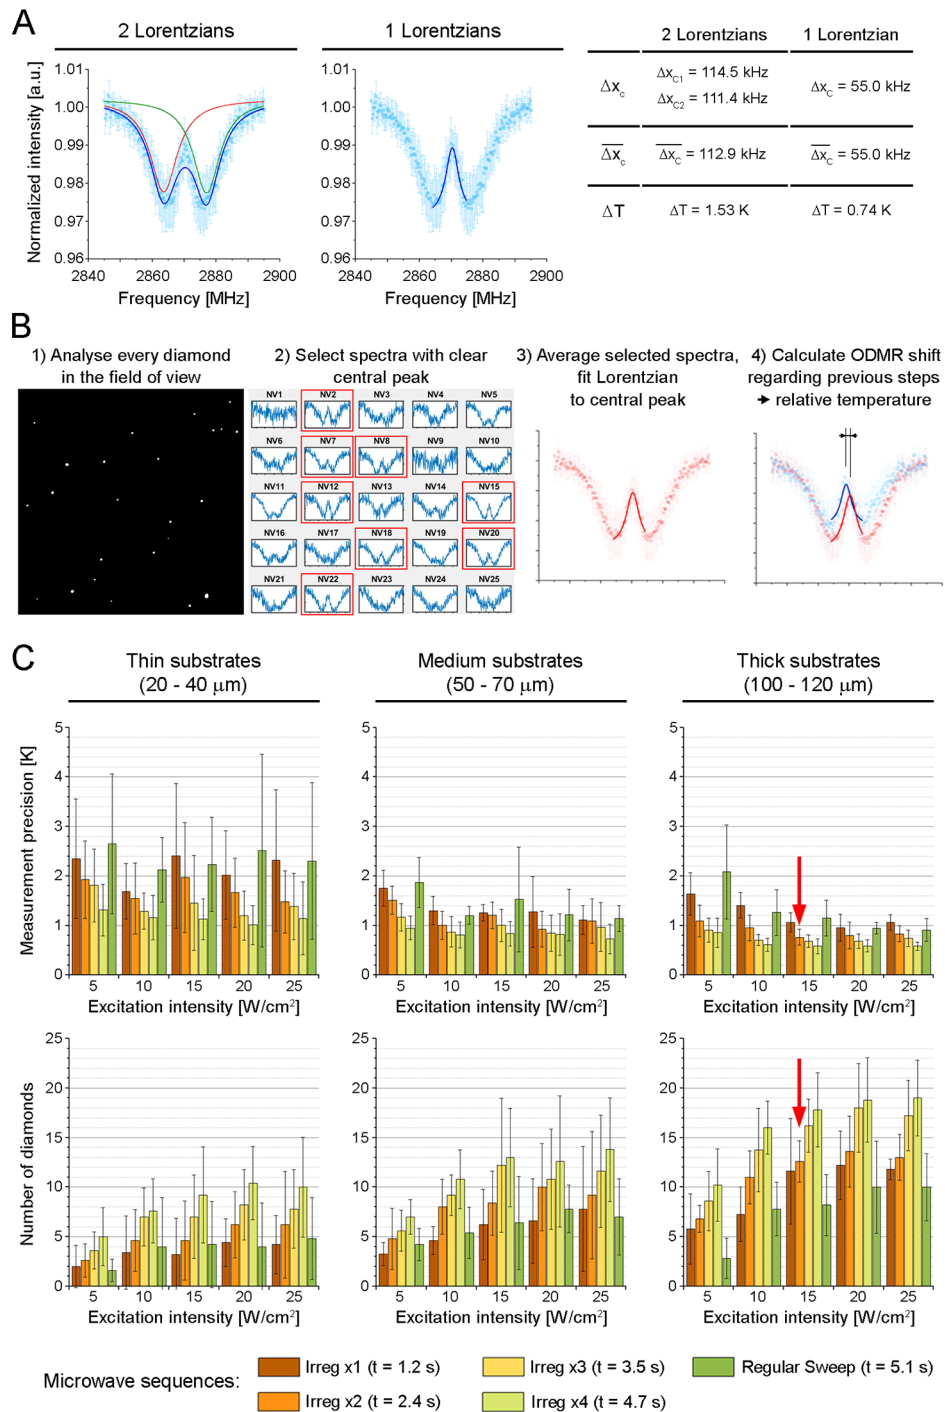 A
2 Lorentzians
1 Lorentzians
Normalized intensity [a.u.]
1.01
1.00
0.99
0.98
0.97
0.96
2840 2860 2880 2900
Frequency [MHz]
2840 2860 2880 2900
Frequency [MHz]
2 Lorentzians 1 Lorentzian
Δxc
ΔxC1 = 114.5 kHz
ΔxC2 = 111.4 kHz
ΔxC = 55.0 kHz
Δxc ΔxC = 112.9 kHz ΔxC = 55.0 kHz
ΔT ΔT = 1.53 K ΔT = 0.74 K
B
1) Analyse every diamond
in the field of view
2) Select spectra with clear
central peak
3) Average selected spectra,
fit Lorentzian
to central peak
4) Calculate ODMR shift
regarding previous steps
➔ relative temperature
NV1 NV2 NV3 NV4 NV5
NV6 NV7 NV8 NV9 NV10
NV11 NV12 NV13 NV14 NV15
NV16 NV17 NV18 NV19 NV20
NV21 NV22 NV23 NV24 NV25
C
Thin substrates
(20 - 40 µm)
Medium substrates
(50 - 70 µm)
Thick substrates
(100 - 120 µm)
Measurement precision [K]
5
4
3
2
1
0
5 10 15 20 25
Excitation intensity [W/cm²]
5
4
3
2
1
0
5 10 15 20 25
Excitation intensity [W/cm²]
5
4
3
2
1
0
5 10 15 20 25
Excitation intensity [W/cm²]
Number of diamonds
25
20
15
10
5
0
5 10 15 20 25
Excitation intensity [W/cm²]
25
20
15
10
5
0
5 10 15 20 25
Excitation intensity [W/cm²]
25
20
15
10
5
0
5 10 15 20 25
Excitation intensity [W/cm²]
Microwave sequences:
Irreg x1 (t = 1.2 s)
Irreg x3 (t = 3.5 s)
Regular Sweep (t = 5.1 s)
Irreg x2 (t = 2.4 s)
Irreg x4 (t = 4.7 s)